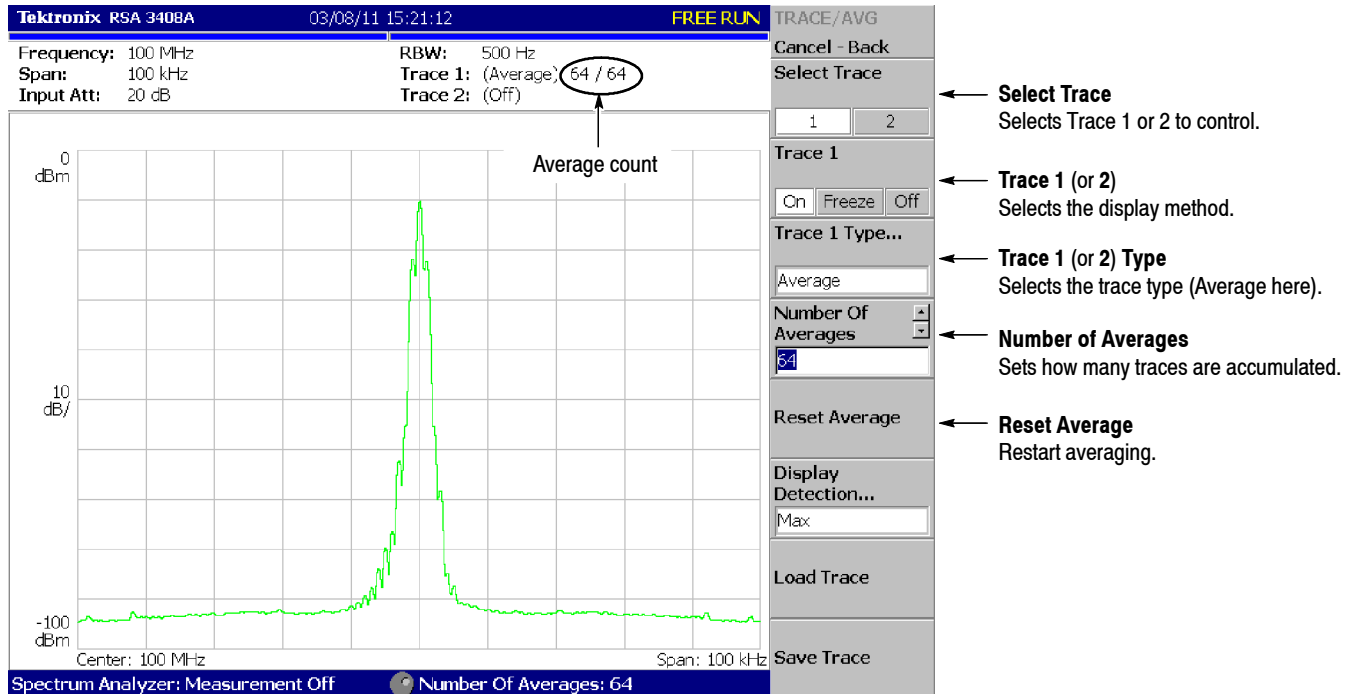 Tektronix RSA 3408A 03/08/11 15:21:12 FREE RUN
Frequency: 100 MHz
Span: 100 kHz
Input Att: 20 dB
RBW: 500 Hz
Trace 1: (Average) 64 / 64
Trace 2: (Off)
Average count
0
dBm
10
dB/
-100
dBm
Center: 100 MHz
Span: 100 kHz
Spectrum Analyzer: Measurement Off
Number Of Averages: 64
TRACE/AVG
Cancel - Back
Select Trace
1 2
Trace 1
On Freeze Off
Trace 1 Type...
Average
Number Of
Averages
64
Reset Average
Display
Detection...
Max
Load Trace
Save Trace
Select Trace
Selects Trace 1 or 2 to control.
Trace 1 (or 2)
Selects the display method.
Trace 1 (or 2) Type
Selects the trace type (Average here).
Number of Averages
Sets how many traces are accumulated.
Reset Average
Restart averaging.